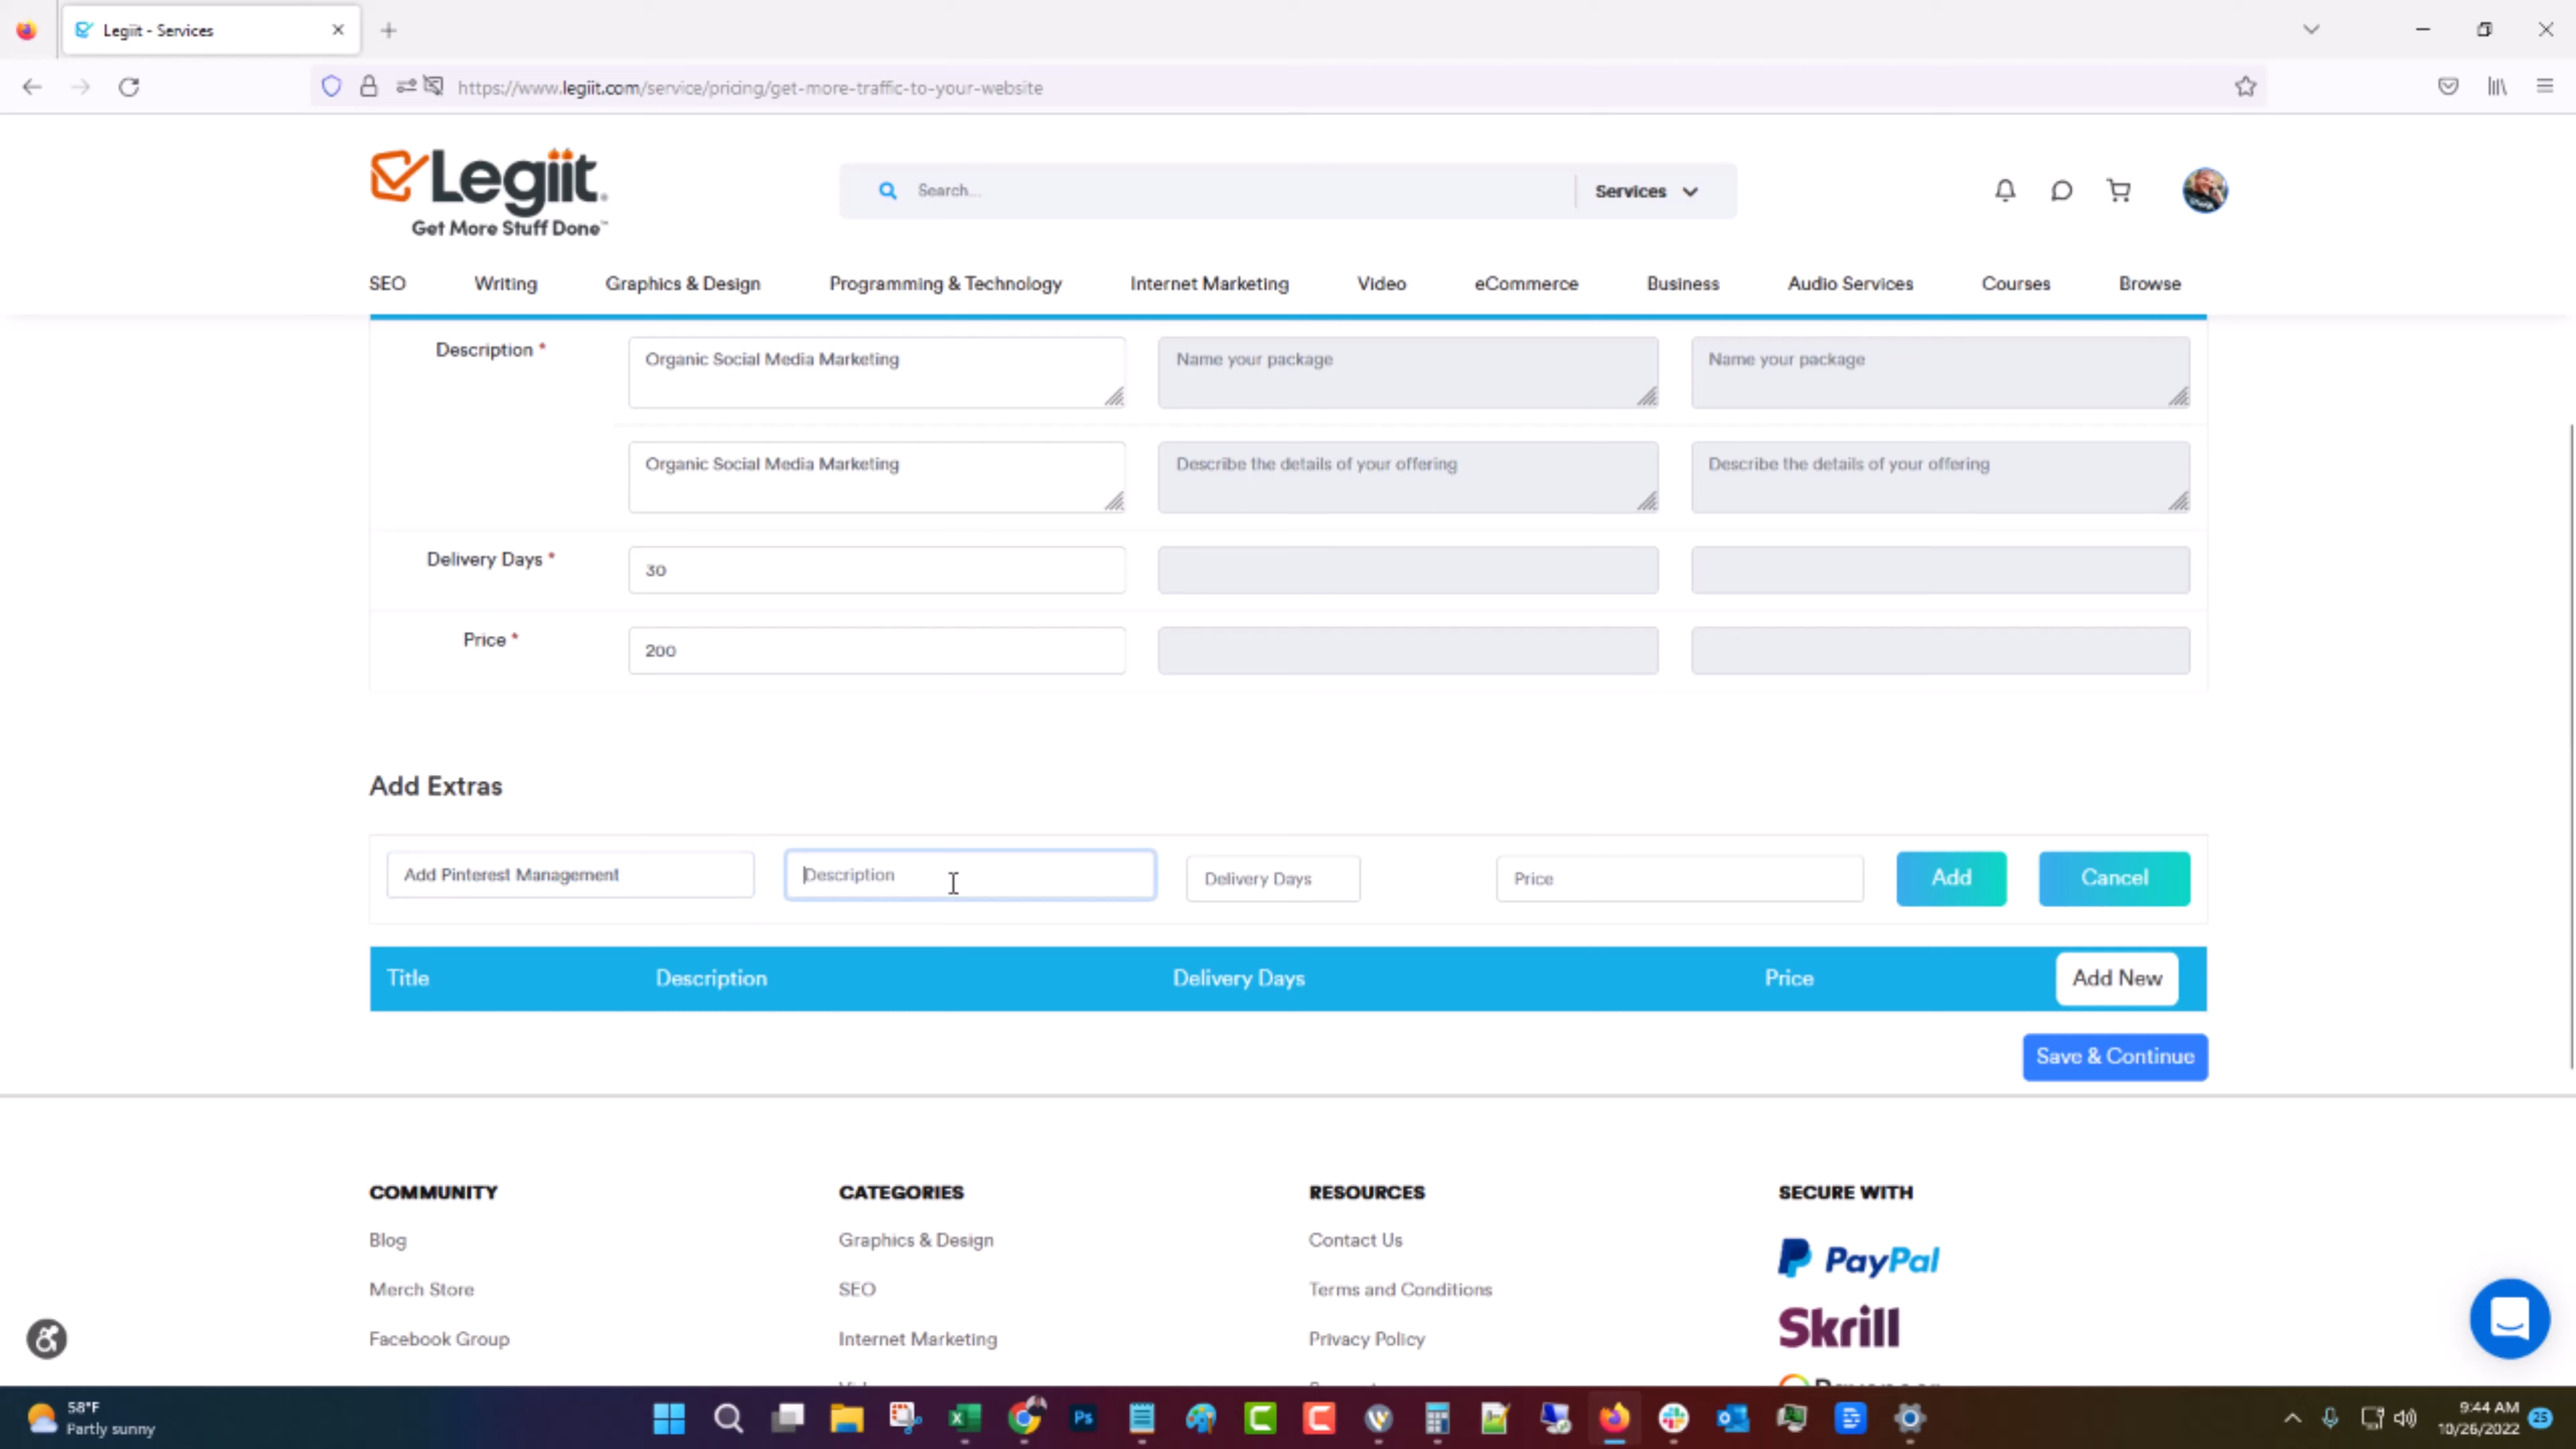 Legiit - Services
https://www.legiit.com/service/pricing/get-more-traffic-to-your-website
Legiit.
Get More Stuff Done™
Search...
Services
SEO Writing Graphics & Design Programming & Technology Internet Marketing Video eCommerce Business Audio Services Courses Browse
Description * Organic Social Media Marketing Name your package Name your package
Organic Social Media Marketing Describe the details of your offering Describe the details of your offering
Delivery Days * 30
Price * 200
Add Extras
Add Pinterest Management Description Delivery Days Price Add Cancel
Title Description Delivery Days Price Add New
Save & Continue
COMMUNITY CATEGORIES RESOURCES SECURE WITH
Blog Graphics & Design Contact Us PayPal
Merch Store SEO Terms and Conditions Skrill
Facebook Group Internet Marketing Privacy Policy
58°F
Partly sunny
Ps
9:44 AM
10/26/2022
25